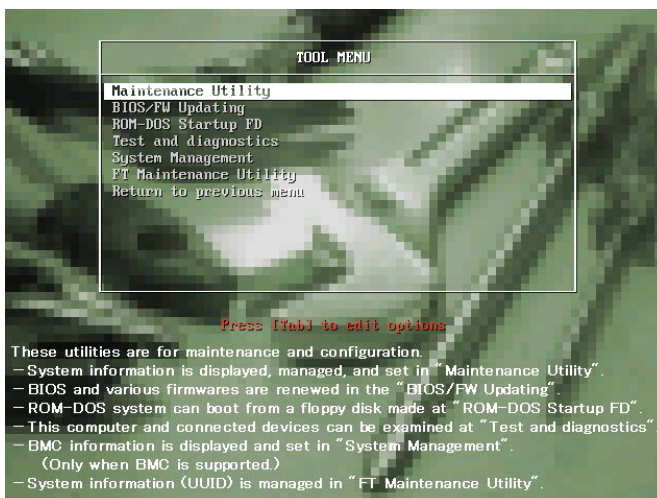 TOOL MENU
Maintenance Utility
BIOS/FW Updating
ROM-DOS Startup FD
Test and diagnostics
System Management
FT Maintenance Utility
Return to previous menu
Press [Tab] to edit options
These utilities are for maintenance and configuration.
-System information is displayed, managed, and set in "Maintenance Utility".
-BIOS and various firmwares are renewed in the "BIOS/FW Updating".
-ROM-DOS system can boot from a floppy disk made at "ROM-DOS Startup FD".
-This computer and connected devices can be examined at "Test and diagnostics"
-BMC information is displayed and set in "System Management".
(Only when BMC is supported.)
-System information (UUID) is managed in "FT Maintenance Utility".